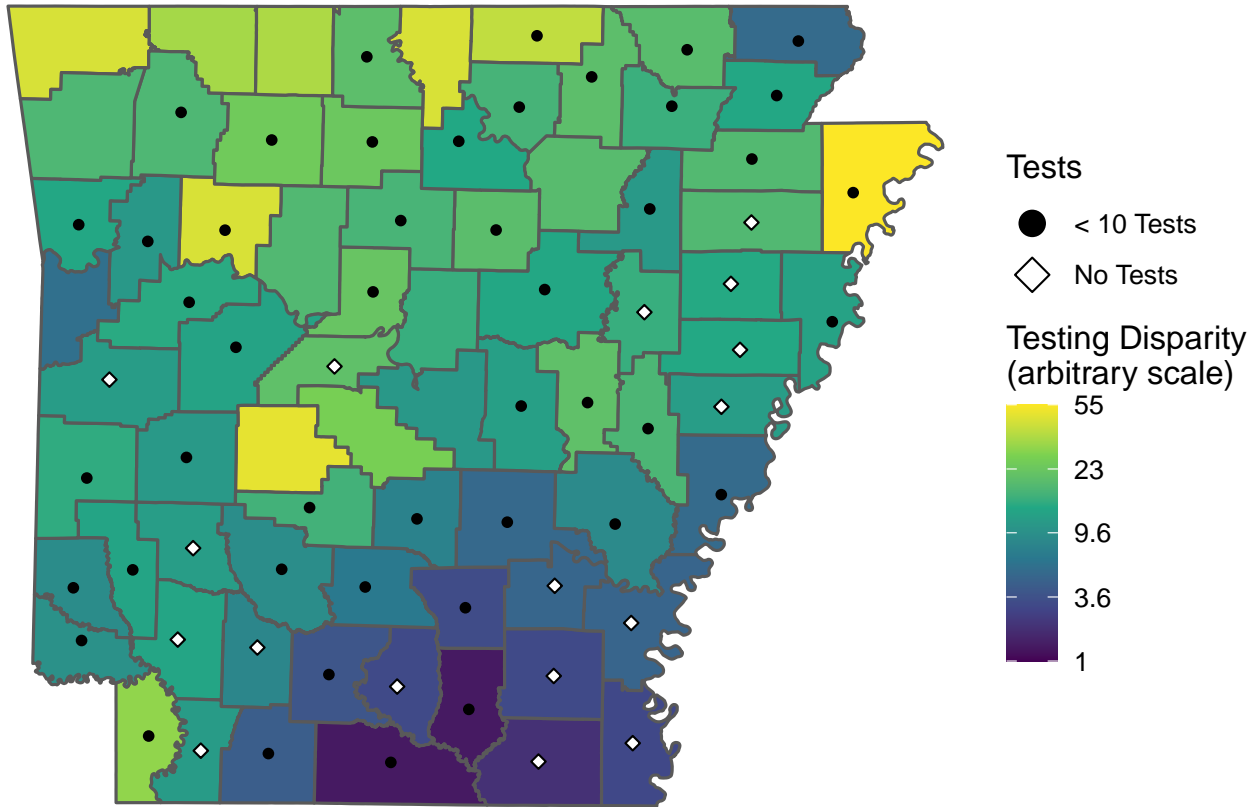 Tests
< 10 Tests
No Tests
Testing Disparity
(arbitrary scale)
55
23
9.6
3.6
1